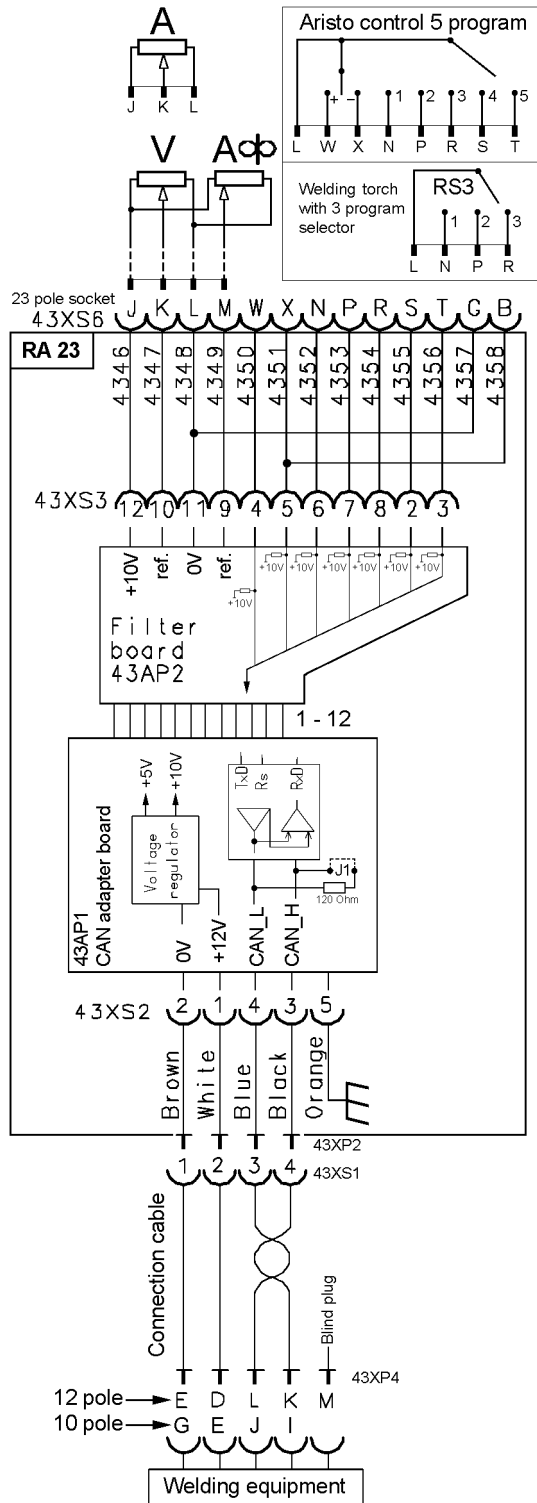 A
J K L
Aristo control 5 program
+ - 1 2 3 4 5
L W X N P R S T
V A
Welding torch
with 3 program
selector
RS3
1 2 3
L N P R
23 pole socket
43XS6
J K L M W X N P R S T G B
RA 23
4346 4347 4348 4349 4350 4351 4352 4353 4354 4355 4356 4357 4358
43XS3
12 10 11 9 4 5 6 7 8 2 3
+10V ref. 0V ref.
+10V +10V +10V +10V +10V +10V
+10V
Filter
board
43AP2
1 - 12
+5V +10V
TxD Rs RxD
Voltage
regulator
J1
120 Ohm
43AP1
CAN adapter board
0V +12V CAN_L CAN_H
43XS2
2 1 4 3 5
Brown White Blue Black Orange
43XP2
1 2 3 4
43XS1
Connection cable
Blind plug
43XP4
12 pole E D L K M
10 pole G E J I
Welding equipment